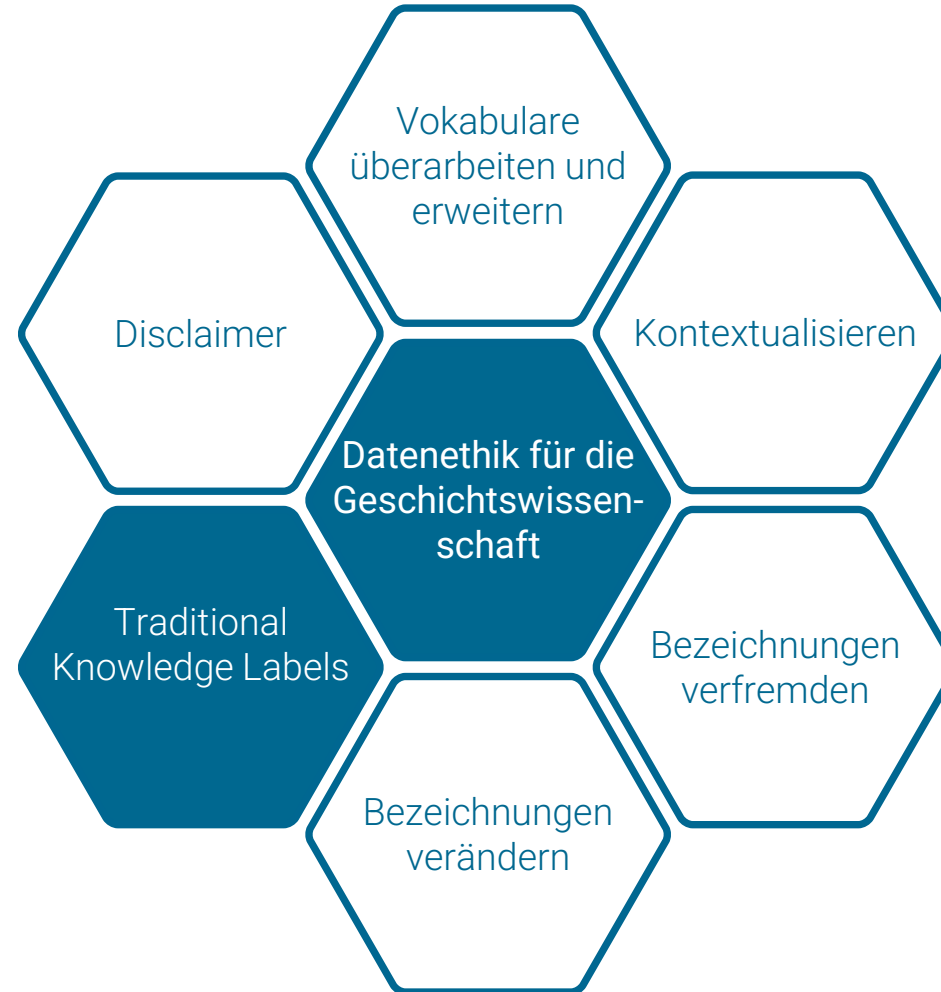 Vokabulare
überarbeiten und
erweitern
Disclaimer
Kontextualisieren
Datenethik für die
Geschichtswissen-
schaft
Traditional
Knowledge Labels
Bezeichnungen
verfremden
Bezeichnungen
verändern